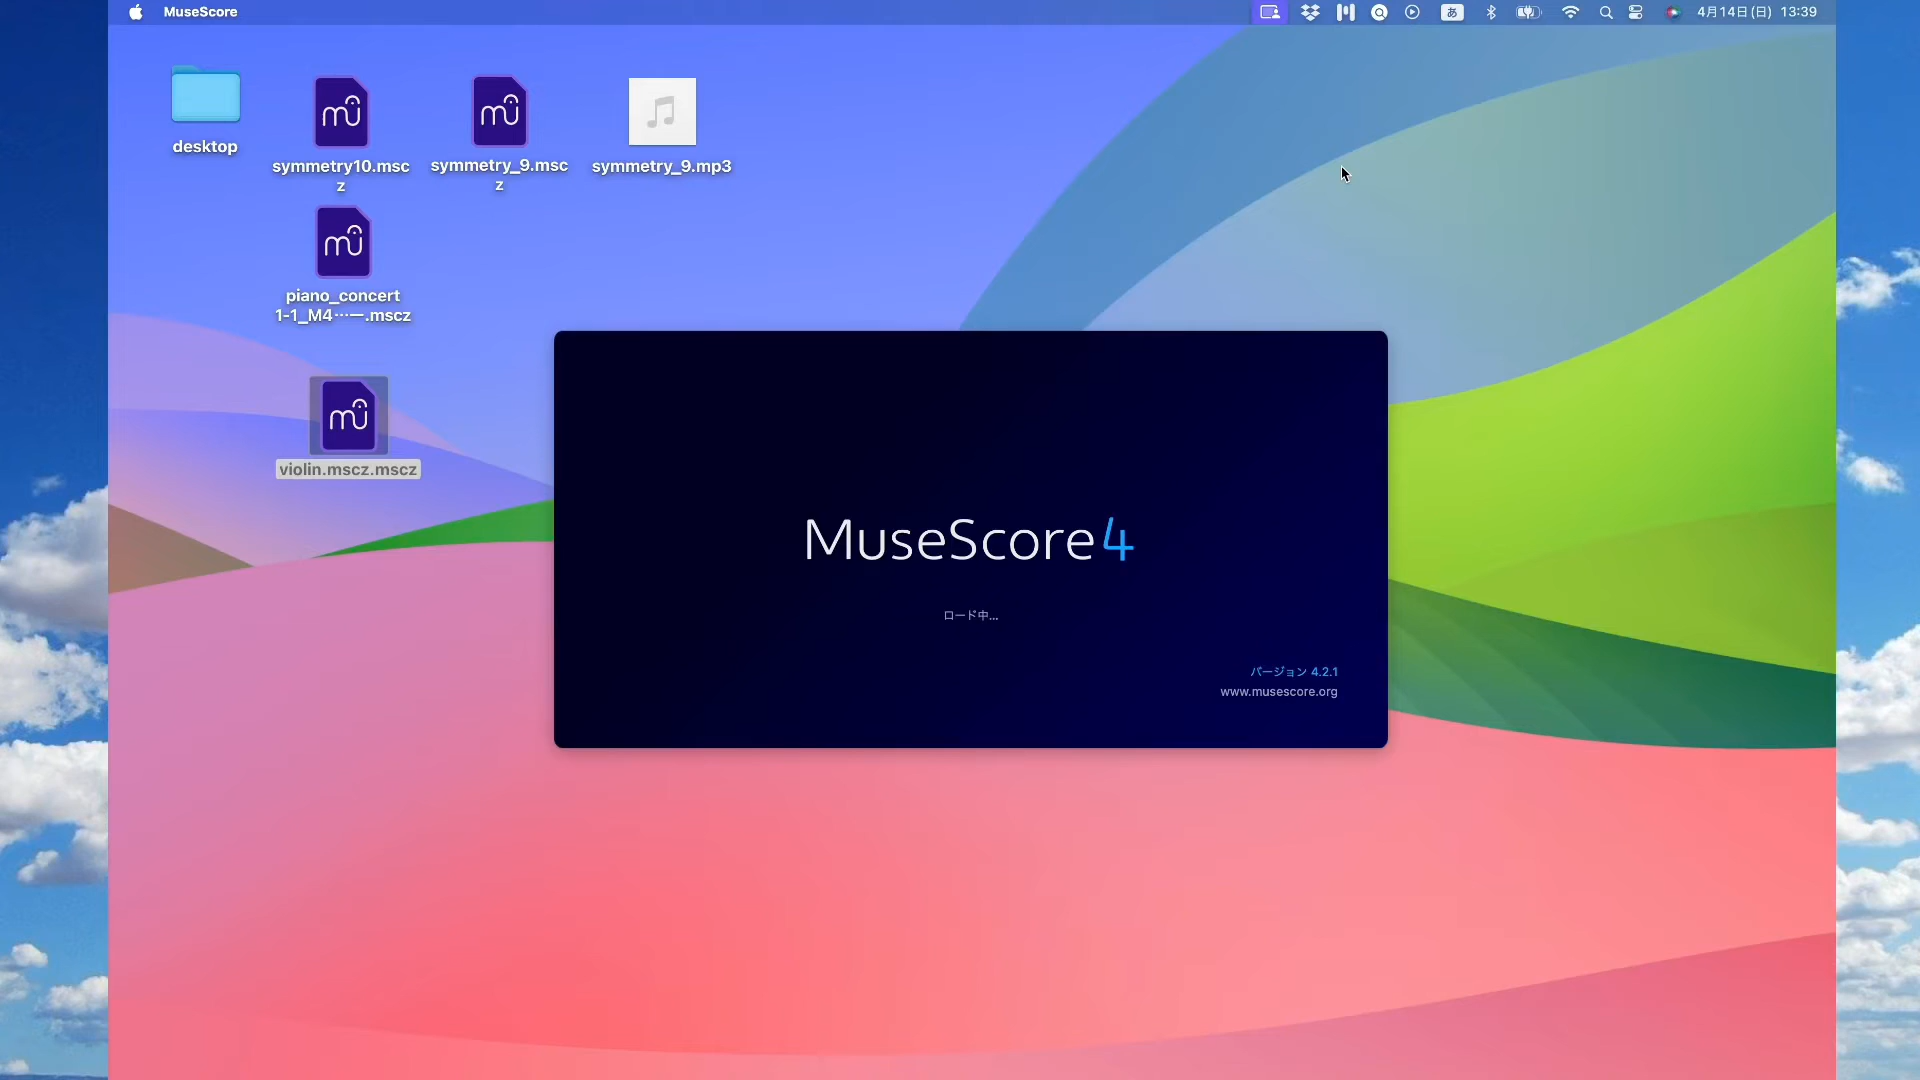 MuseScore
あ
4月14日(日) 13:39
desktop
symmetry10.msc
z
symmetry_9.msc
z
symmetry_9.mp3
piano_concert
1-1_M4…ー.mscz
violin.mscz.mscz
MuseScore4
ロード中...
バージョン 4.2.1
www.musescore.org